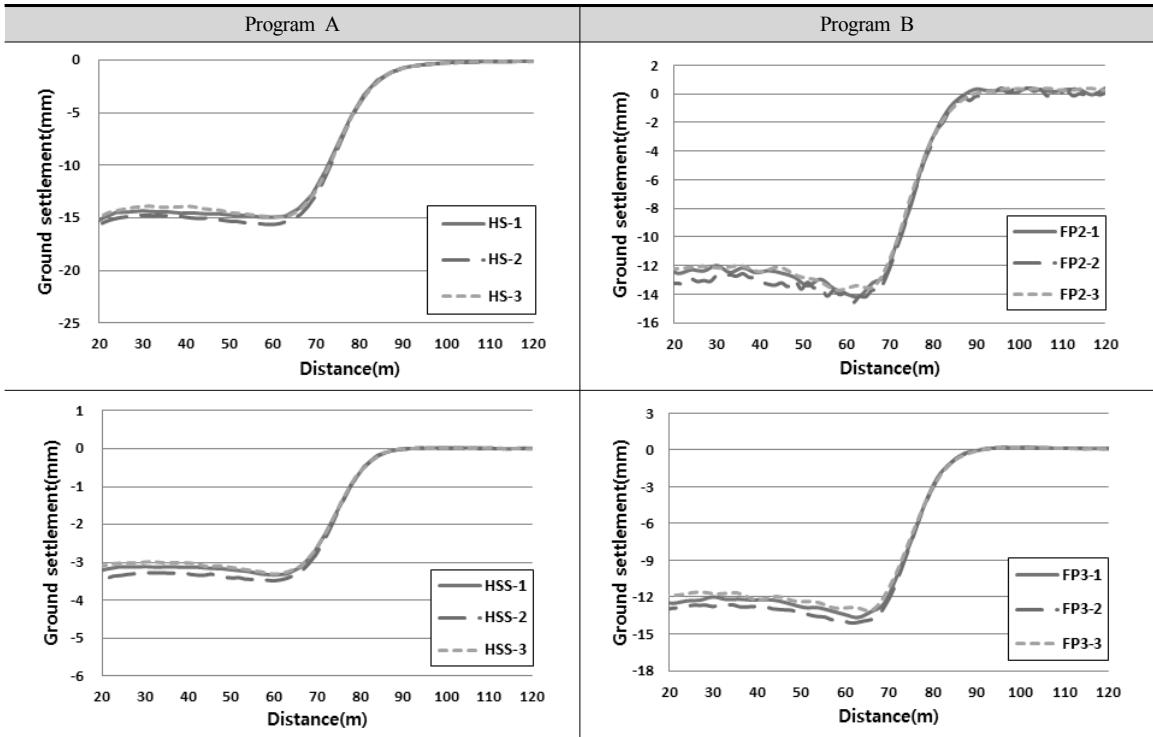 Program A
Program B
0
-5
-10
-15
-20
-25
Ground settlement(mm)
HS-1
HS-2
HS-3
20 30 40 50 60 70 80 90 100 110 120
Distance(m)
2
0
-2
-4
-6
-8
-10
-12
-14
-16
Ground settlement(mm)
FP2-1
FP2-2
FP2-3
20 30 40 50 60 70 80 90 100 110 120
Distance(m)
1
0
-1
-2
-3
-4
-5
-6
Ground settlement(mm)
HSS-1
HSS-2
HSS-3
20 30 40 50 60 70 80 90 100 110 120
Distance(m)
3
0
-3
-6
-9
-12
-15
-18
Ground settlement(mm)
FP3-1
FP3-2
FP3-3
20 30 40 50 60 70 80 90 100 110 120
Distance(m)